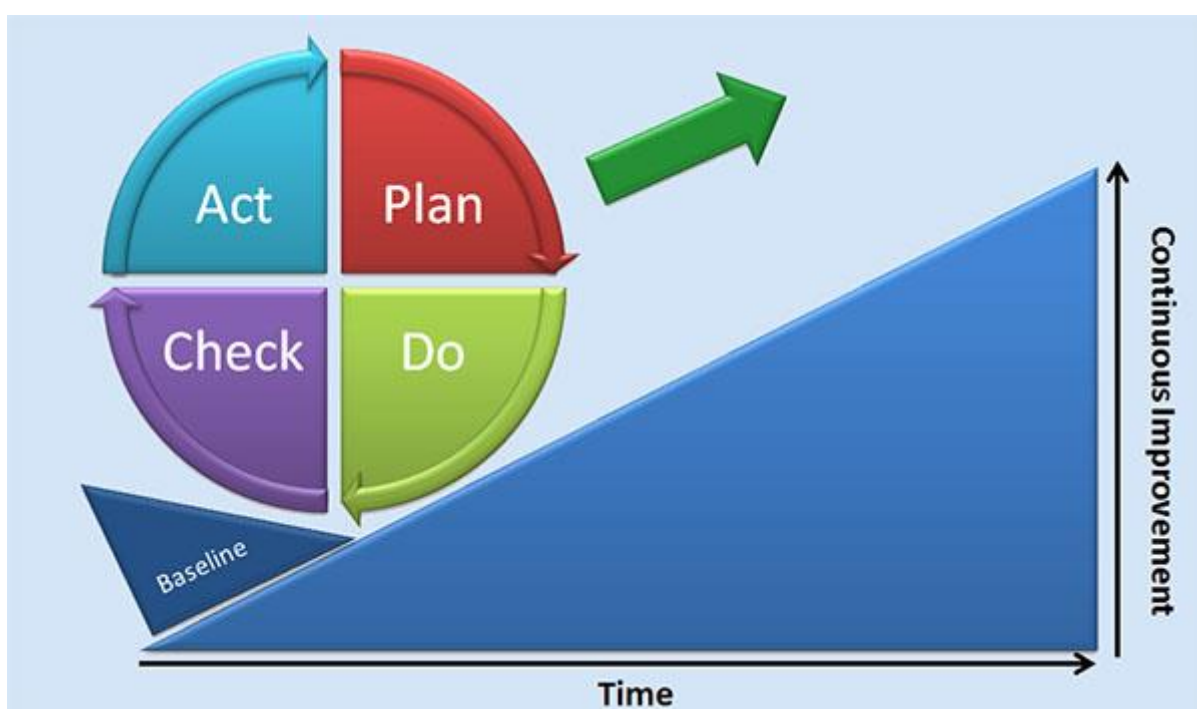 Act
Plan
Check
Do
Baseline
Continuous Improvement
Time